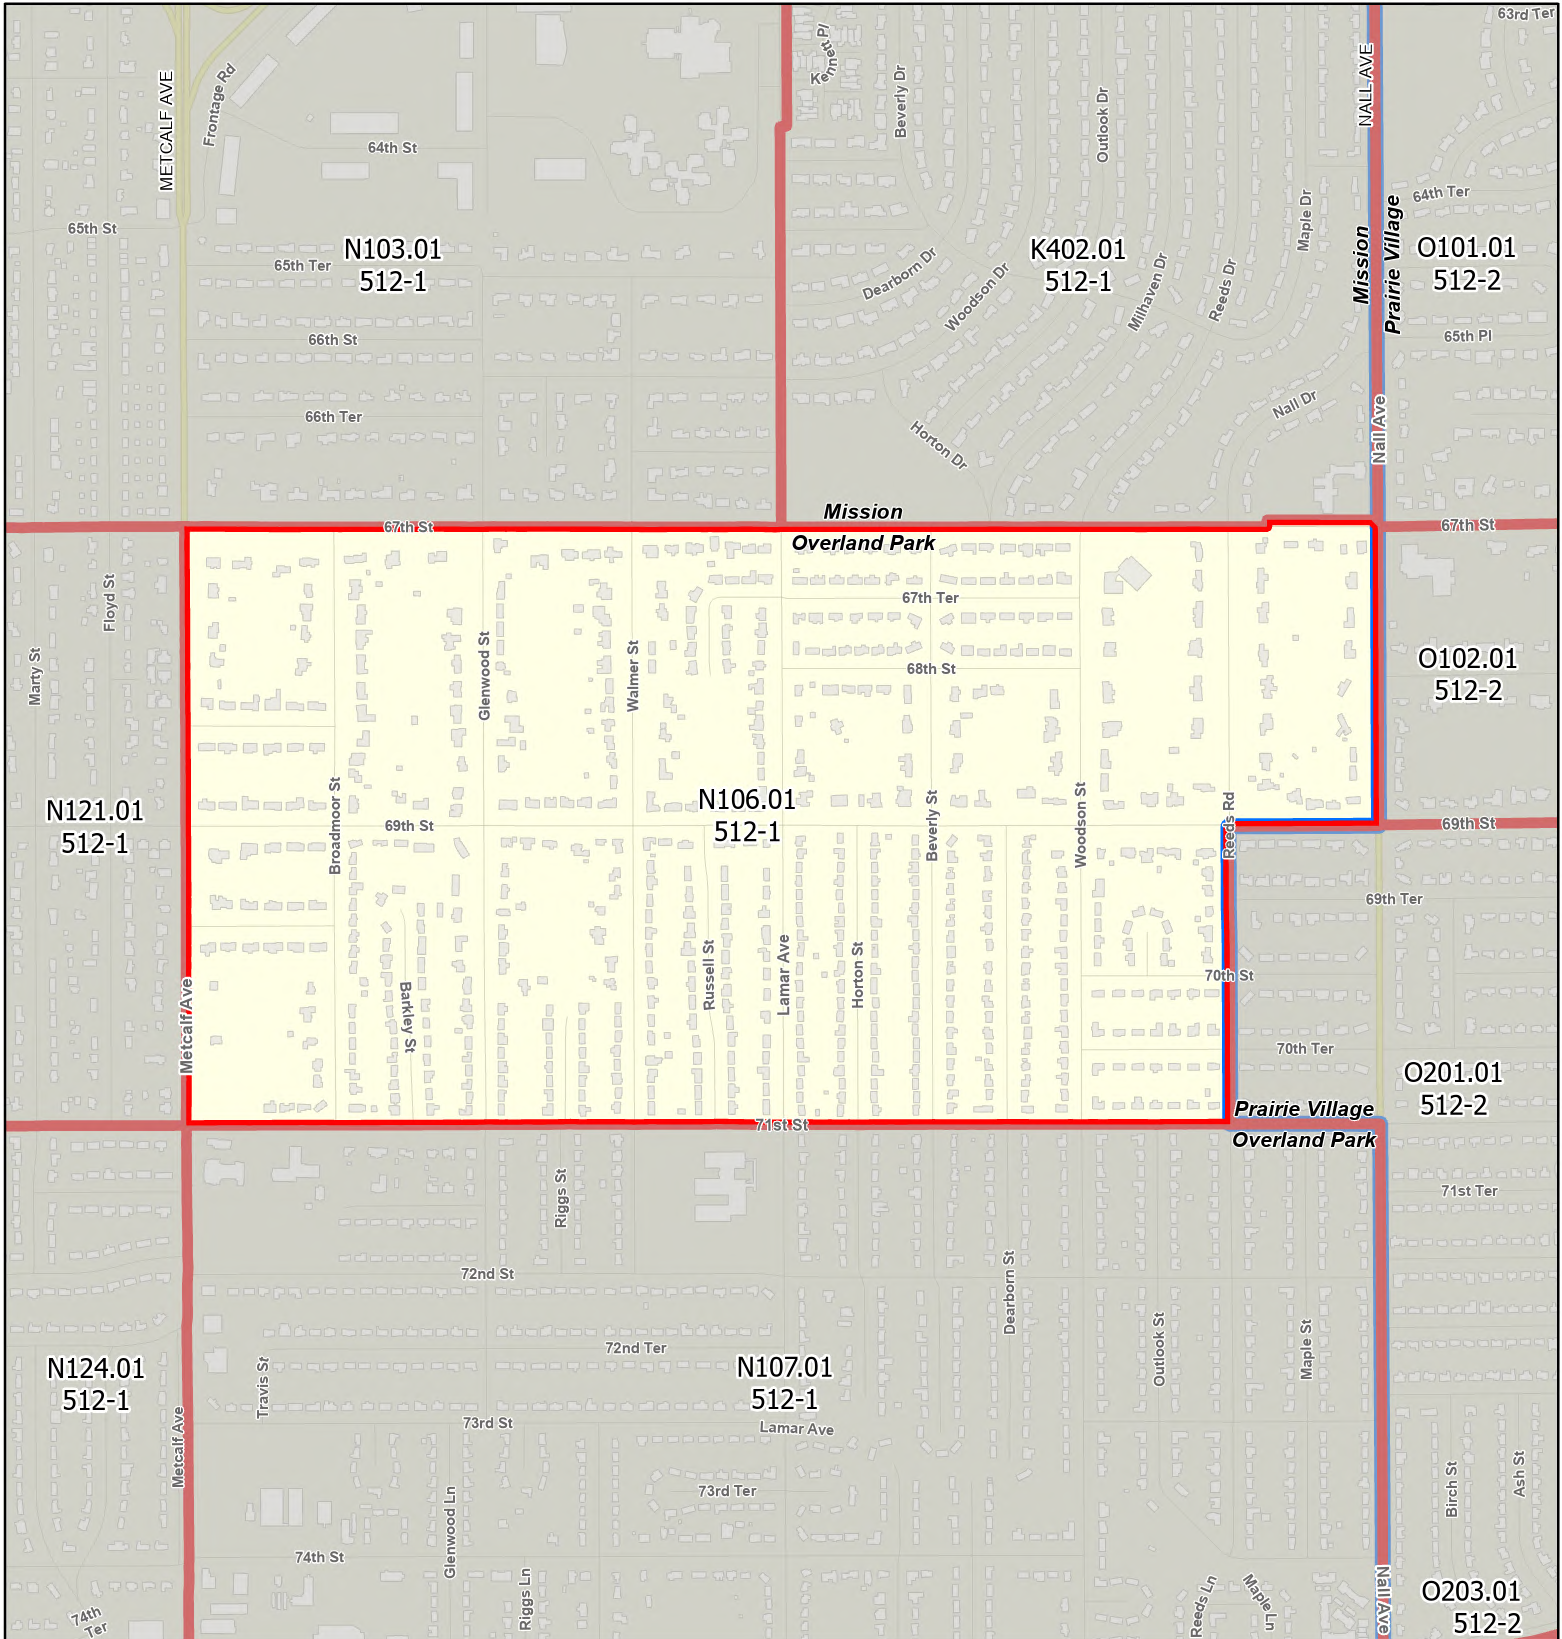 63rd Ter
METCALF AVE
Frontage Rd
Kennett Pl
Beverly Dr
Outlook Dr
NALL AVE
64th St
64th Ter
65th St
Maple Dr
Mission
Prairie Village
N103.01
512-1
K402.01
512-1
O101.01
512-2
65th Ter
Dearborn Dr
Woodson Dr
Milhaven Dr
Reeds Dr
66th St
65th Pl
66th Ter
Horton Dr
Nall Dr
Nall Ave
67th St
Mission
Overland Park
67th St
Floyd St
67th Ter
Marty St
Glenwood St
Walmer St
68th St
O102.01
512-2
N121.01
512-1
Broadmoor St
69th St
N106.01
512-1
Beverly St
Woodson St
Reeds Rd
69th St
69th Ter
Metcalf Ave
Barkley St
Russell St
Lamar Ave
Horton St
70th St
70th Ter
O201.01
512-2
71st St
Prairie Village
Overland Park
Riggs St
71st Ter
72nd St
Dearborn St
72nd Ter
Outlook St
Maple St
N124.01
512-1
Travis St
N107.01
512-1
Metcalf Ave
73rd St
Lamar Ave
Glenwood Ln
73rd Ter
Birch St
Ash St
74th St
Riggs Ln
Reeds Ln
Maple Ln
Nall Ave
O203.01
512-2
74th
Ter